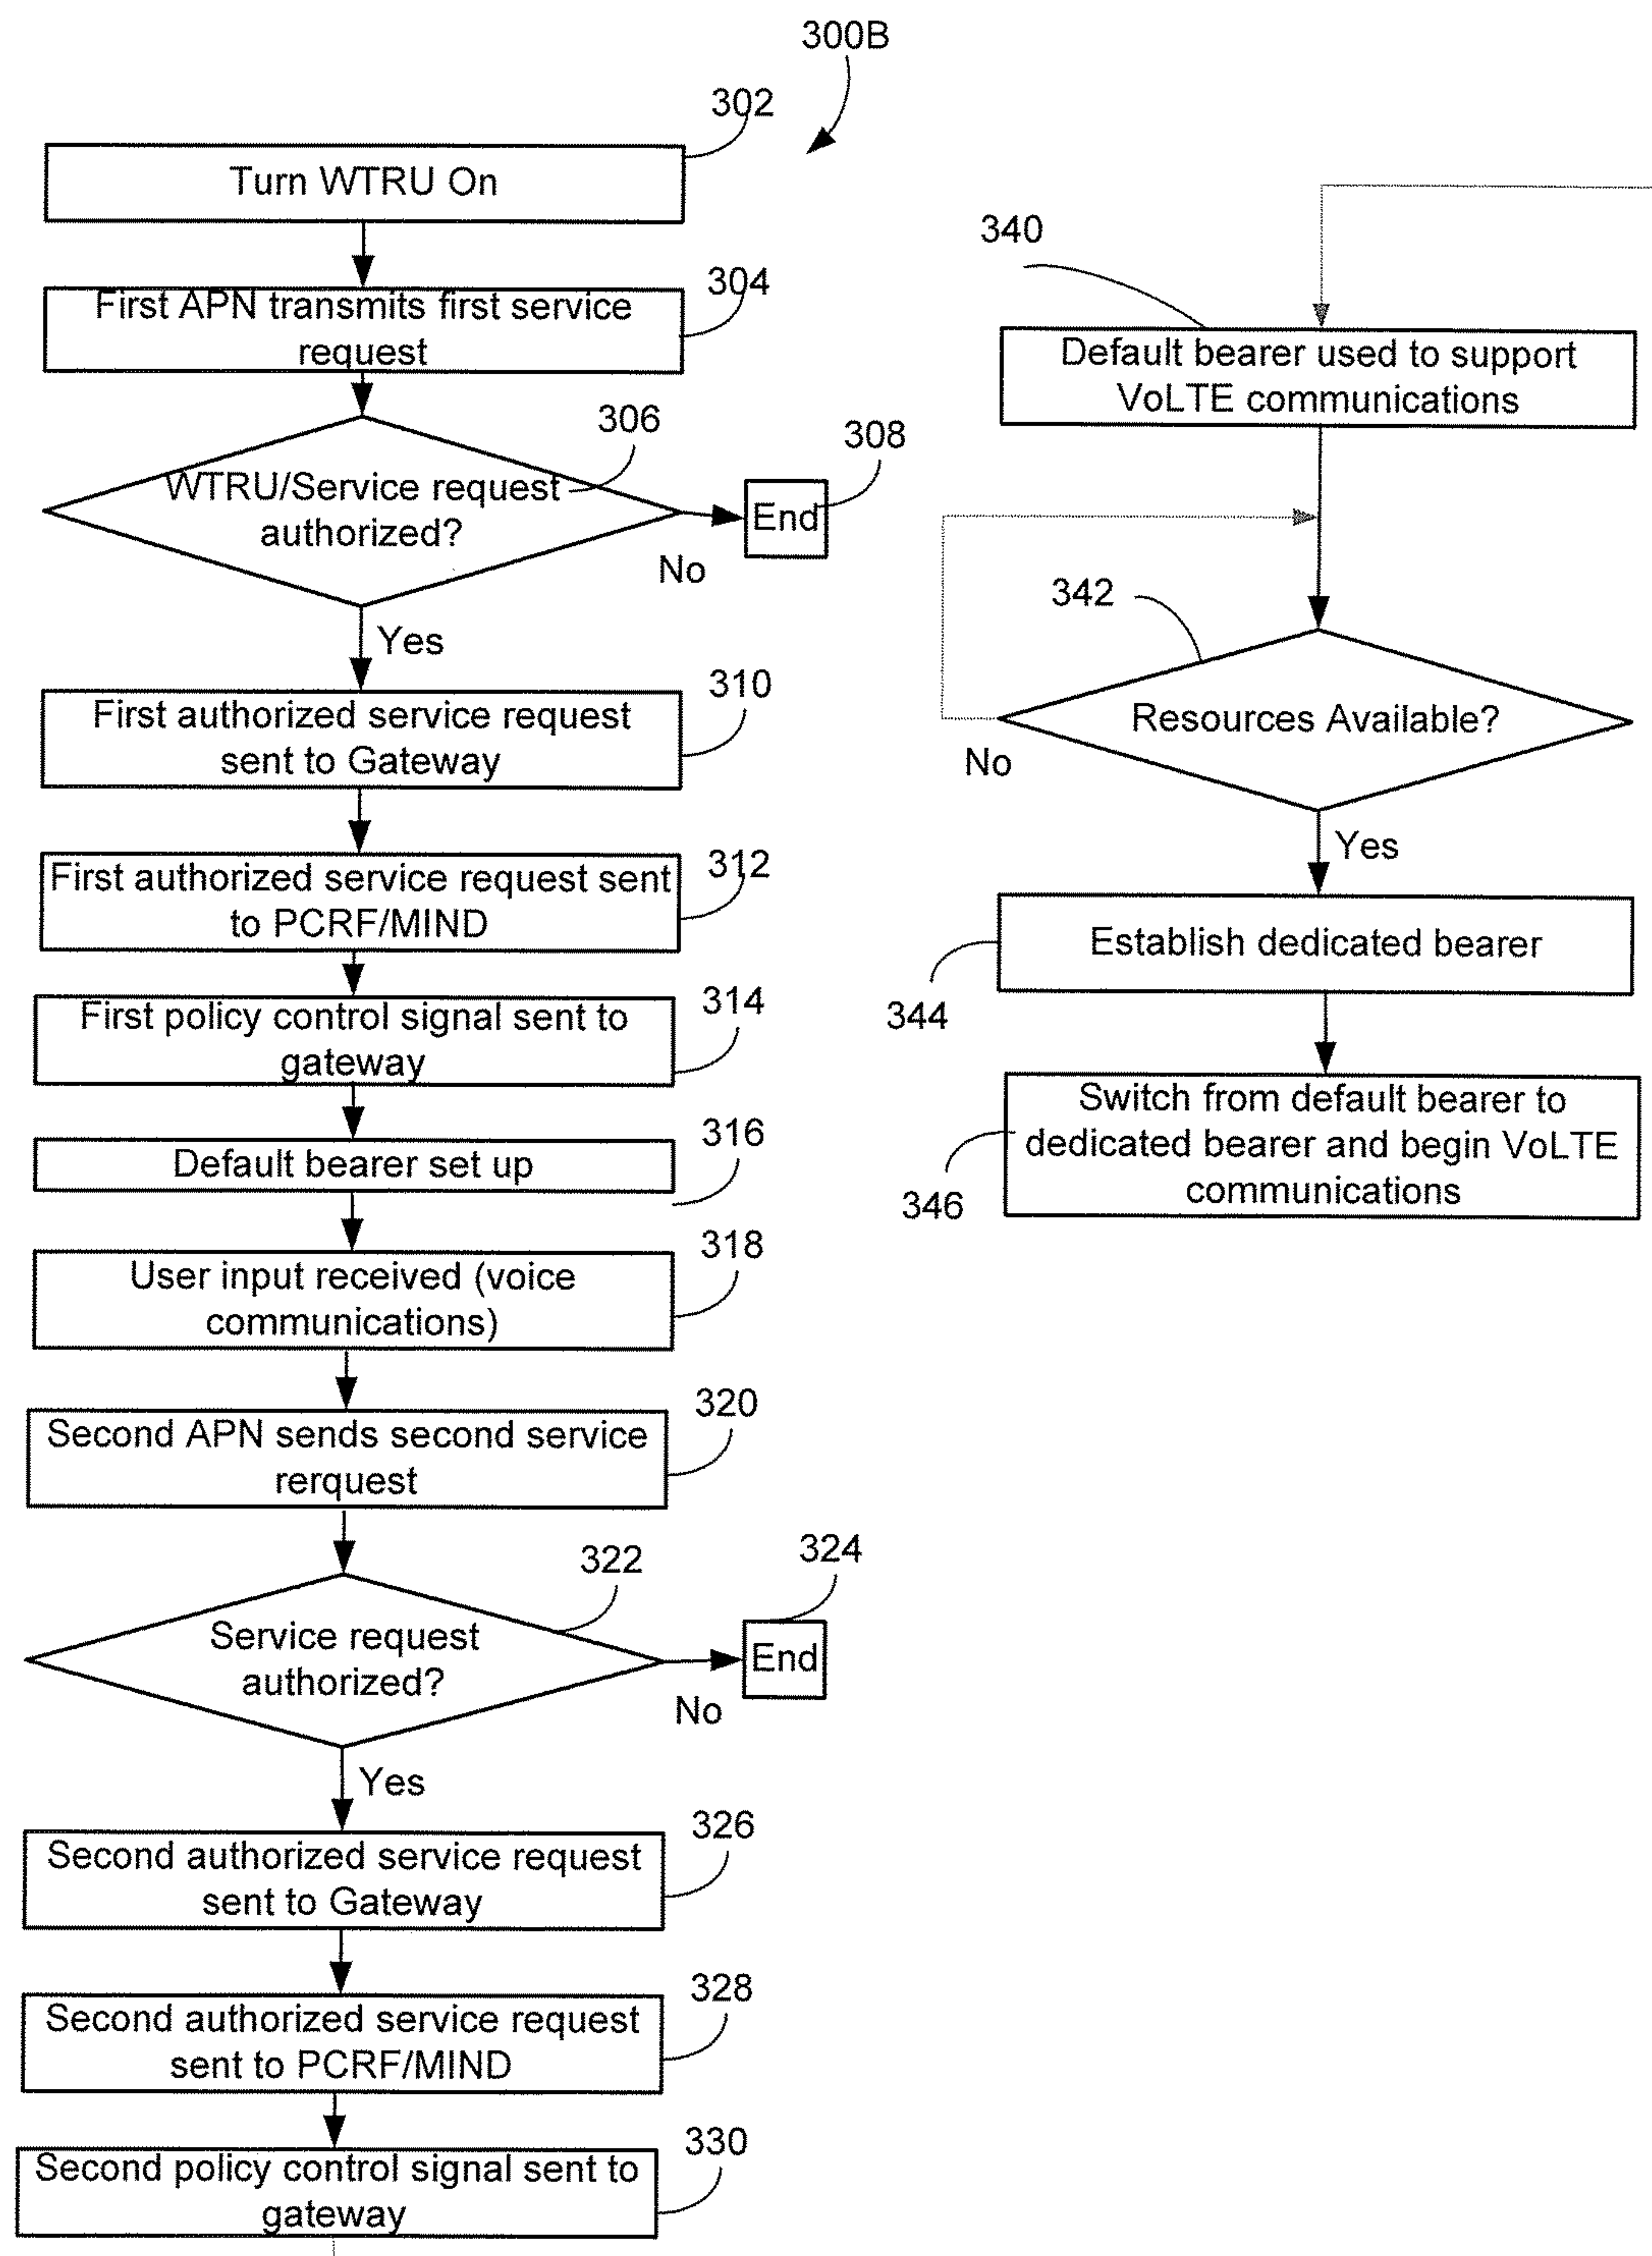 300B
302
Turn WTRU On
304
First APN transmits first service
request
306
WTRU/Service request
authorized?
308
End
No
Yes
310
First authorized service request
sent to Gateway
312
First authorized service request sent
to PCRF/MIND
314
First policy control signal sent to
gateway
316
Default bearer set up
318
User input received (voice
communications)
320
Second APN sends second service
rerquest
322
Service request
authorized?
324
End
No
Yes
326
Second authorized service request
sent to Gateway
328
Second authorized service request
sent to PCRF/MIND
330
Second policy control signal sent to
gateway
340
Default bearer used to support
VoLTE communications
342
Resources Available?
No
Yes
Establish dedicated bearer
344
Switch from default bearer to
dedicated bearer and begin VoLTE
communications
346